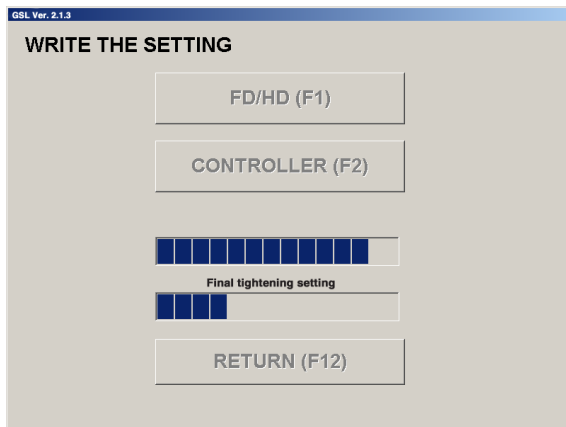 GSL Ver. 2.1.3
WRITE THE SETTING
FD/HD (F1)
CONTROLLER (F2)
Final tightening setting
RETURN (F12)